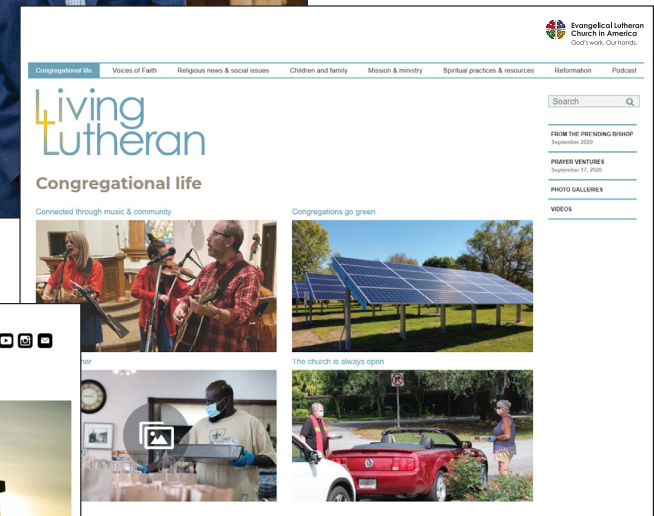 Evangelical Lutheran
Church in America
God's work. Our hands.
Congregational life
Voices of Faith
Religious news & social issues
Children and family
Mission & ministry
Spiritual practices & resources
Reformation
Podcast
Living
Lutheran
Search
FROM THE PRESIDING BISHOP
September 2020
PRAYER VENTURES
September 17, 2020
PHOTO GALLERIES
VIDEOS
Congregational life
Connected through music & community
Congregations go green
The church is always open